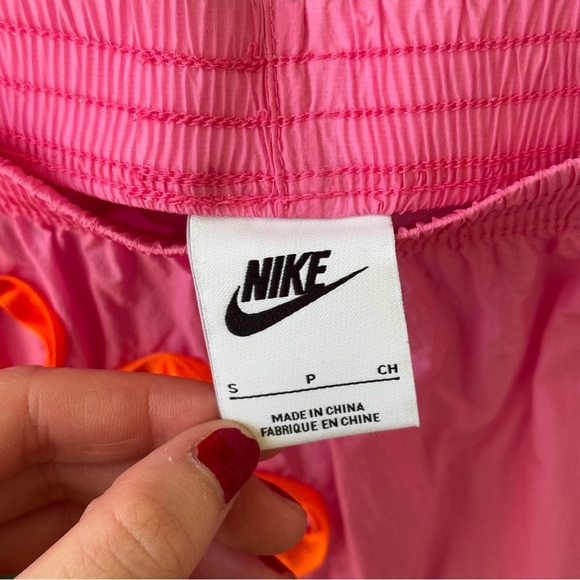 NIKE
S P CH
MADE IN CHINA
FABRIQUE EN CHINE